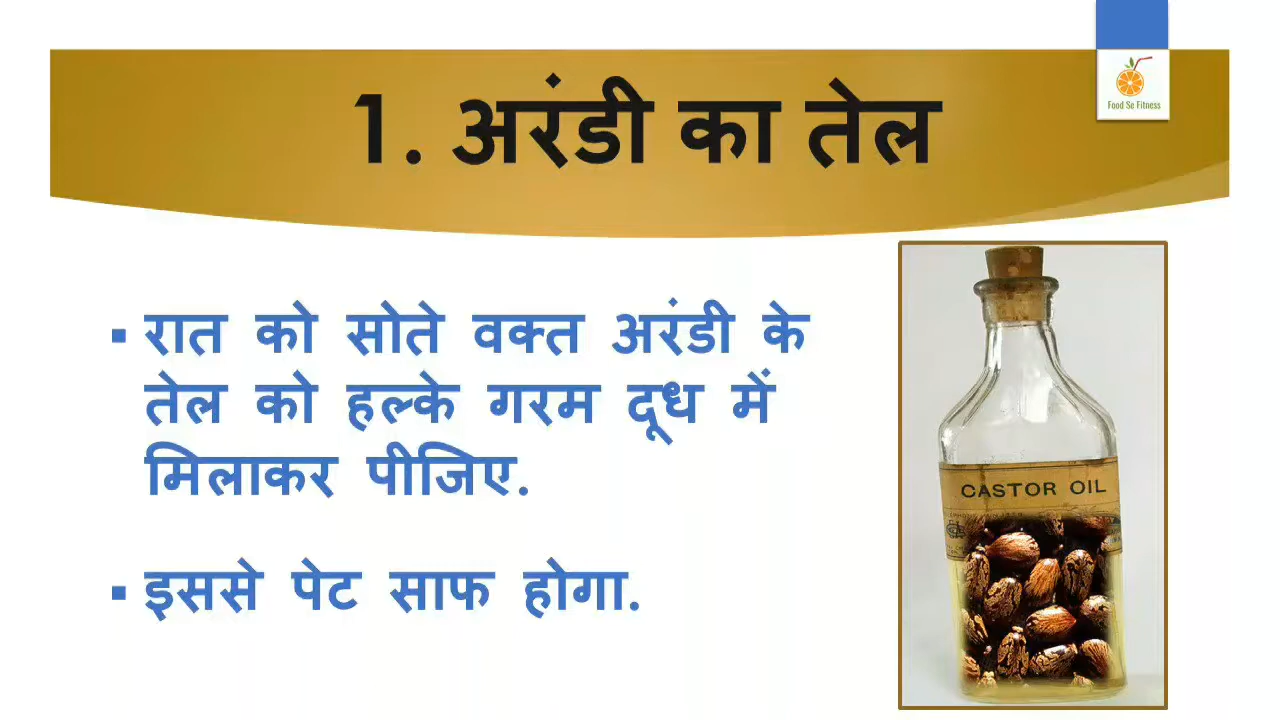 Food Se Fitness
1. अरंडी का तेल
▪ रात को सोते वक्त अरंडी के
तेल को हल्के गरम दूध में
मिलाकर पीजिए.
▪ इससे पेट साफ होगा.
CASTOR OIL